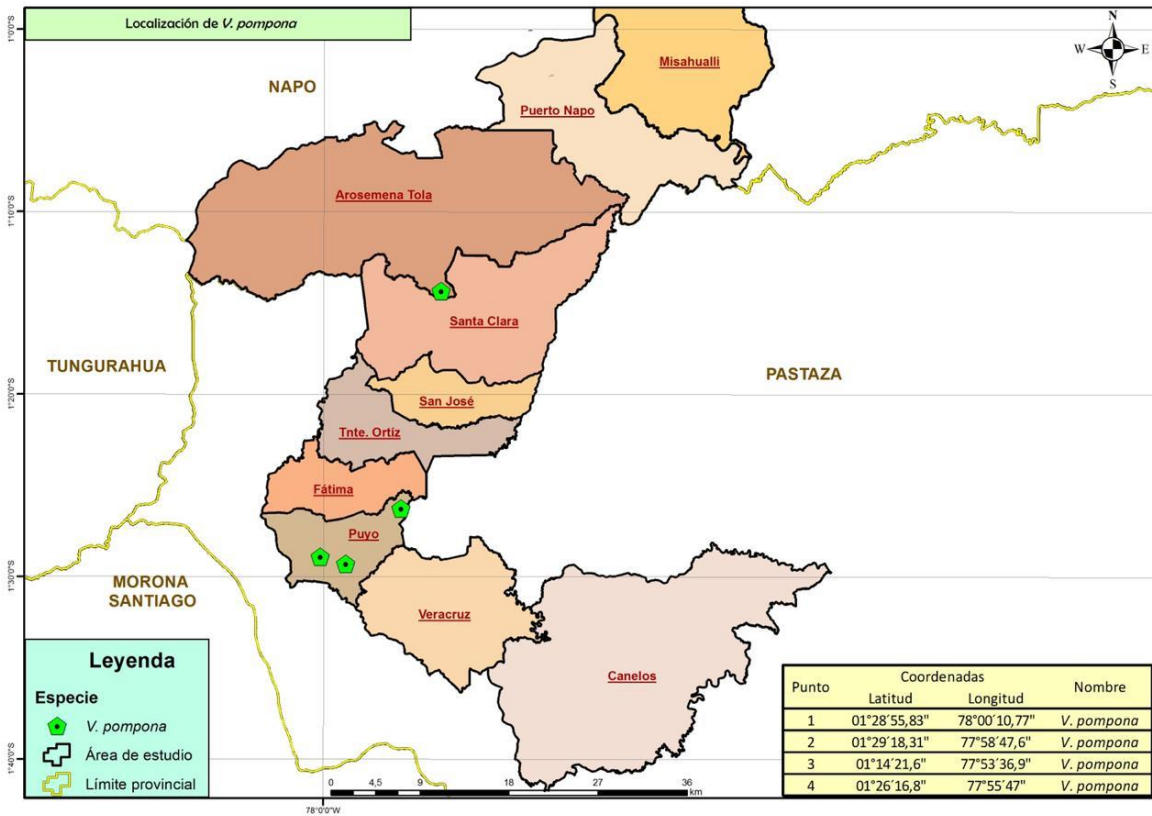 Localización de V. pompona
N
W E
S
1°0'0"S
NAPO
Misahualli
Puerto Napo
Arosemena Tola
1°10'0"S
Santa Clara
TUNGURAHUA
PASTAZA
1°20'0"S
San José
Tnte. Ortíz
Fátima
Puyo
1°30'0"S
MORONA
SANTIAGO
Veracruz
Canelos
1°40'0"S
Leyenda
Especie
V. pompona
Área de estudio
Límite provincial
0 4,5 9 18 27 36
km
78°0'0"W
Punto Coordenadas Nombre
Latitud Longitud
1 01°28´55,83" 78°00´10,77" V. pompona
2 01°29´18,31" 77°58´47,6" V. pompona
3 01°14´21,6" 77°53´36,9" V. pompona
4 01°26´16,8" 77°55´47" V. pompona